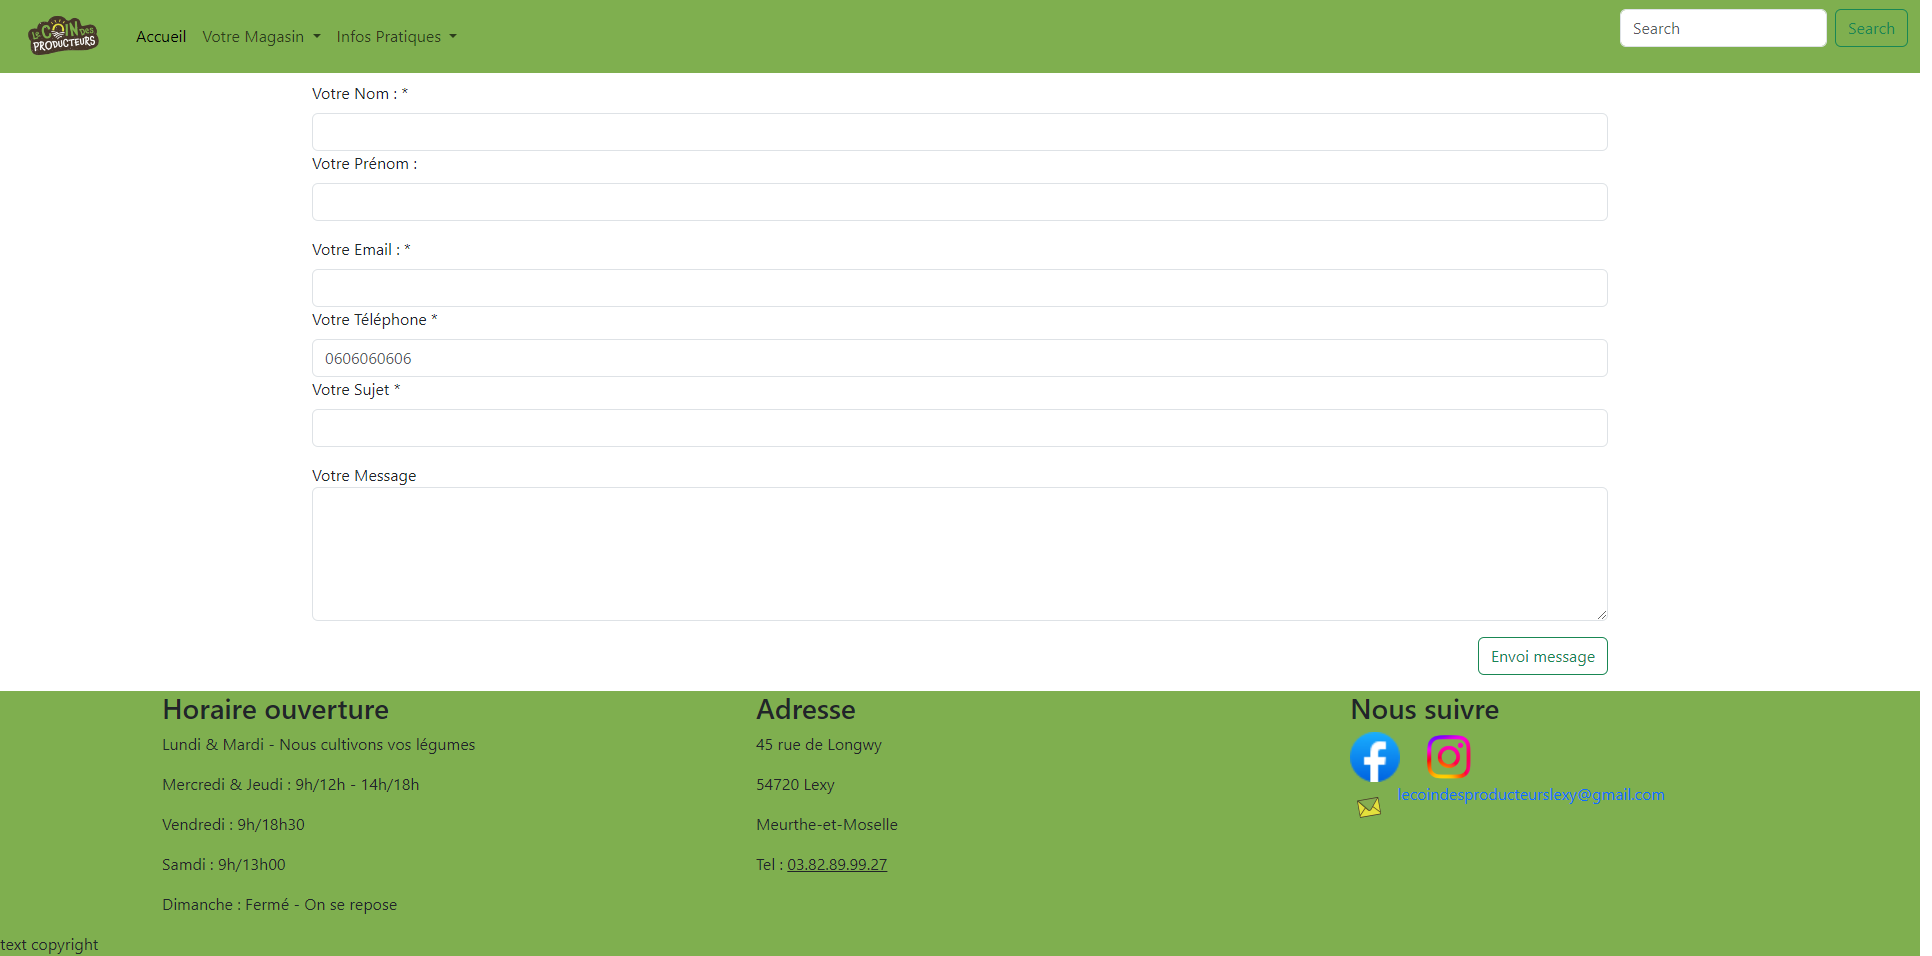 LE COIN DES
PRODUCTEURS
Accueil Votre Magasin Infos Pratiques Search Search
Votre Nom : *
Votre Prénom :
Votre Email : *
Votre Téléphone *
0606060606
Votre Sujet *
Votre Message
Envoi message
Horaire ouverture
Lundi & Mardi - Nous cultivons vos légumes
Mercredi & Jeudi : 9h/12h - 14h/18h
Vendredi : 9h/18h30
Samdi : 9h/13h00
Dimanche : Fermé - On se repose
Adresse
45 rue de Longwy
54720 Lexy
Meurthe-et-Moselle
Tel : 03.82.89.99.27
Nous suivre
lecoindesproducteurslexy@gmail.com
text copyright